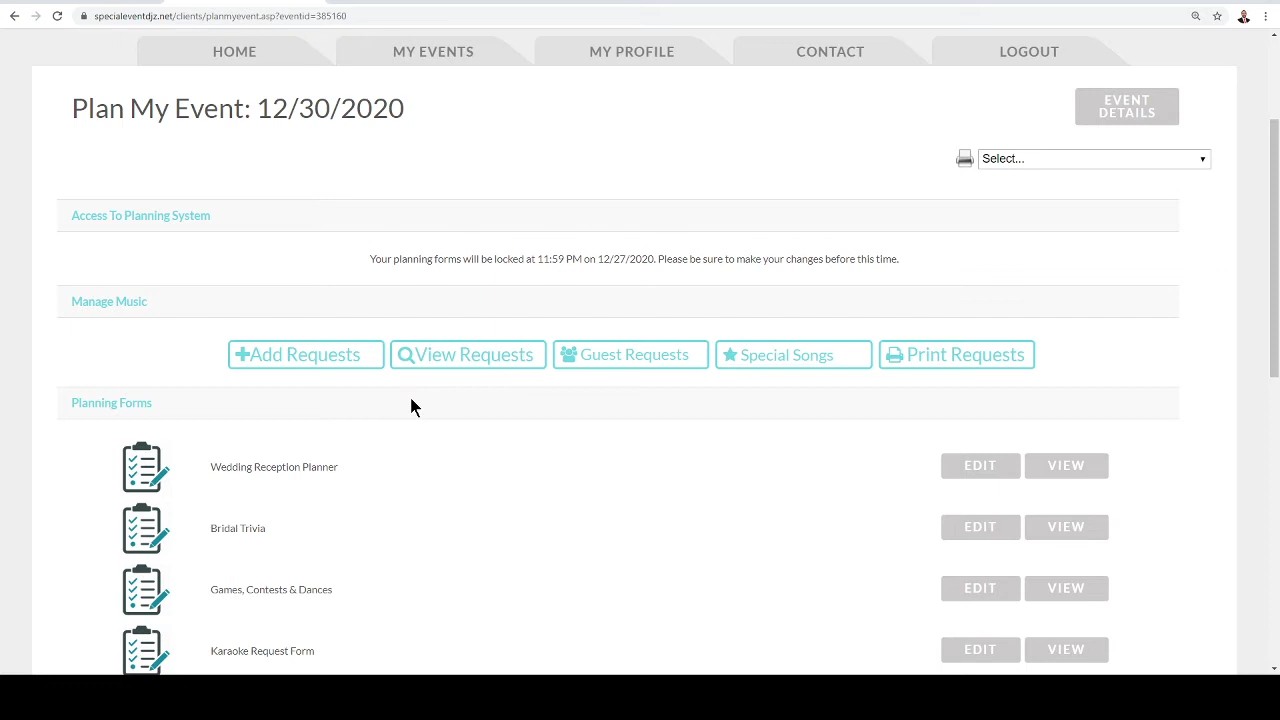 specialeventdjz.net/clients/planmyevent.asp?eventid=385160
HOME
MY EVENTS
MY PROFILE
CONTACT
LOGOUT
Plan My Event: 12/30/2020
EVENT
DETAILS
Select...
Access To Planning System
Your planning forms will be locked at 11:59 PM on 12/27/2020. Please be sure to make your changes before this time.
Manage Music
Add Requests
View Requests
Guest Requests
Special Songs
Print Requests
Planning Forms
Wedding Reception Planner
EDIT
VIEW
Bridal Trivia
EDIT
VIEW
Games, Contests & Dances
EDIT
VIEW
Karaoke Request Form
EDIT
VIEW